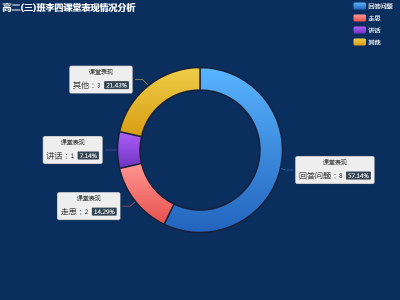 高二(三)班李四课堂表现情况分析
回答问题
走思
讲话
其他
课堂表现
其他：3 21.43%
课堂表现
讲话：1 7.14%
课堂表现
回答问题：8 57.14%
课堂表现
走思：2 14.29%